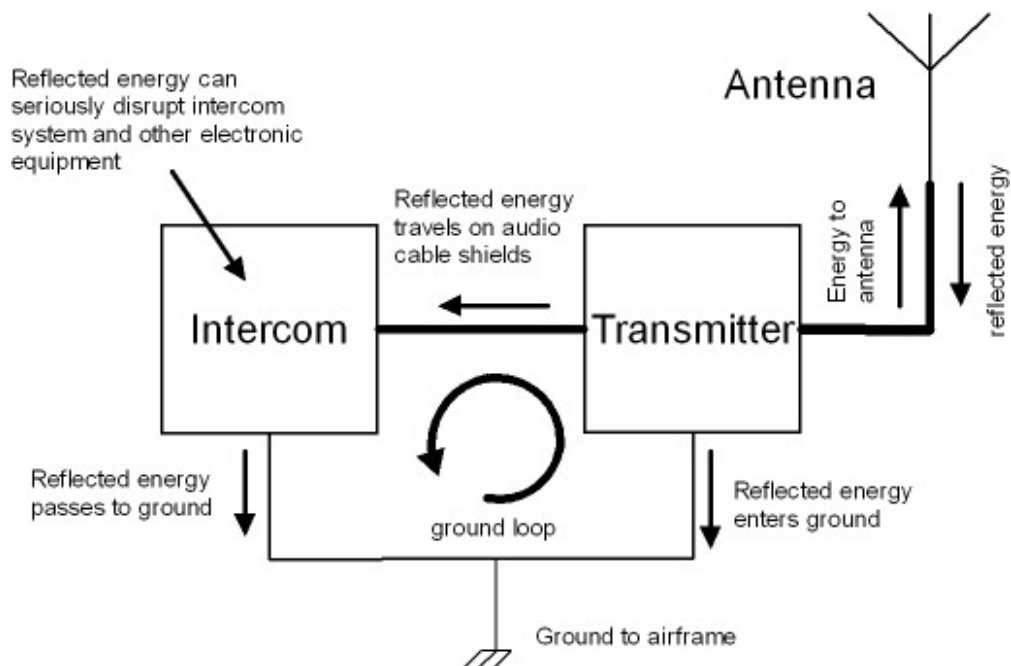 Reflected energy can
seriously disrupt intercom
system and other electronic
equipment
Antenna
Reflected energy
travels on audio
cable shields
Energy to
antenna
reflected energy
Intercom
Transmitter
Reflected energy
passes to ground
ground loop
Reflected energy
enters ground
Ground to airframe